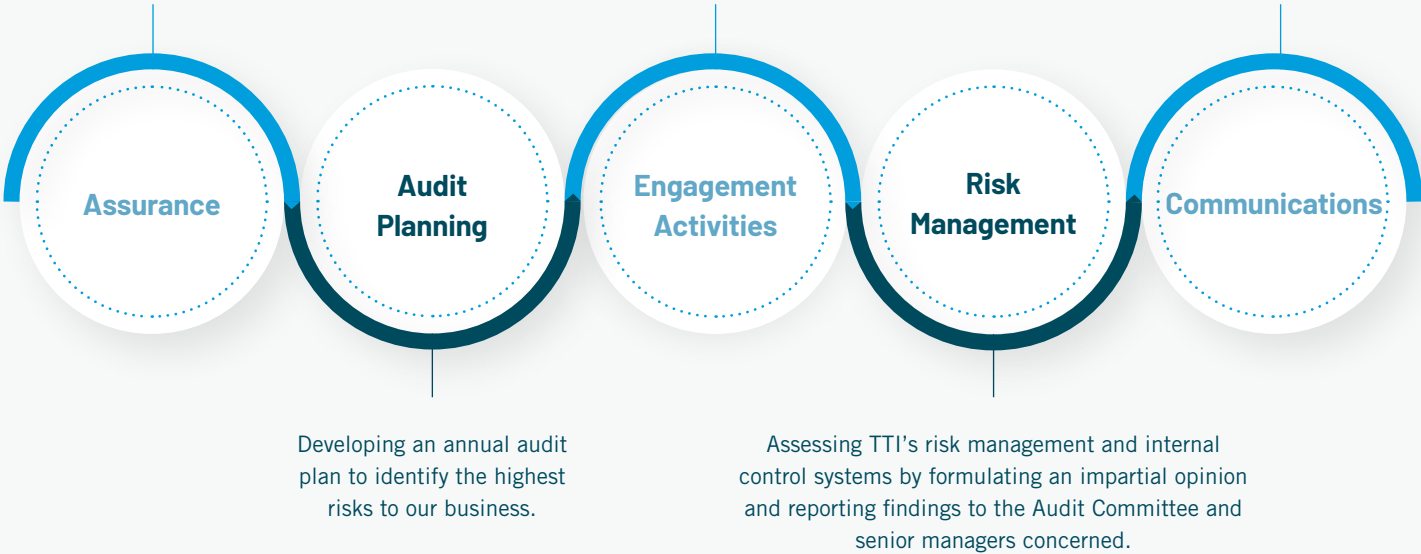 Assurance
Audit
Planning
Engagement
Activities
Risk
Management
Communications
Developing an annual audit
plan to identify the highest
risks to our business.
Assessing TTI’s risk management and internal
control systems by formulating an impartial opinion
and reporting findings to the Audit Committee and
senior managers concerned.